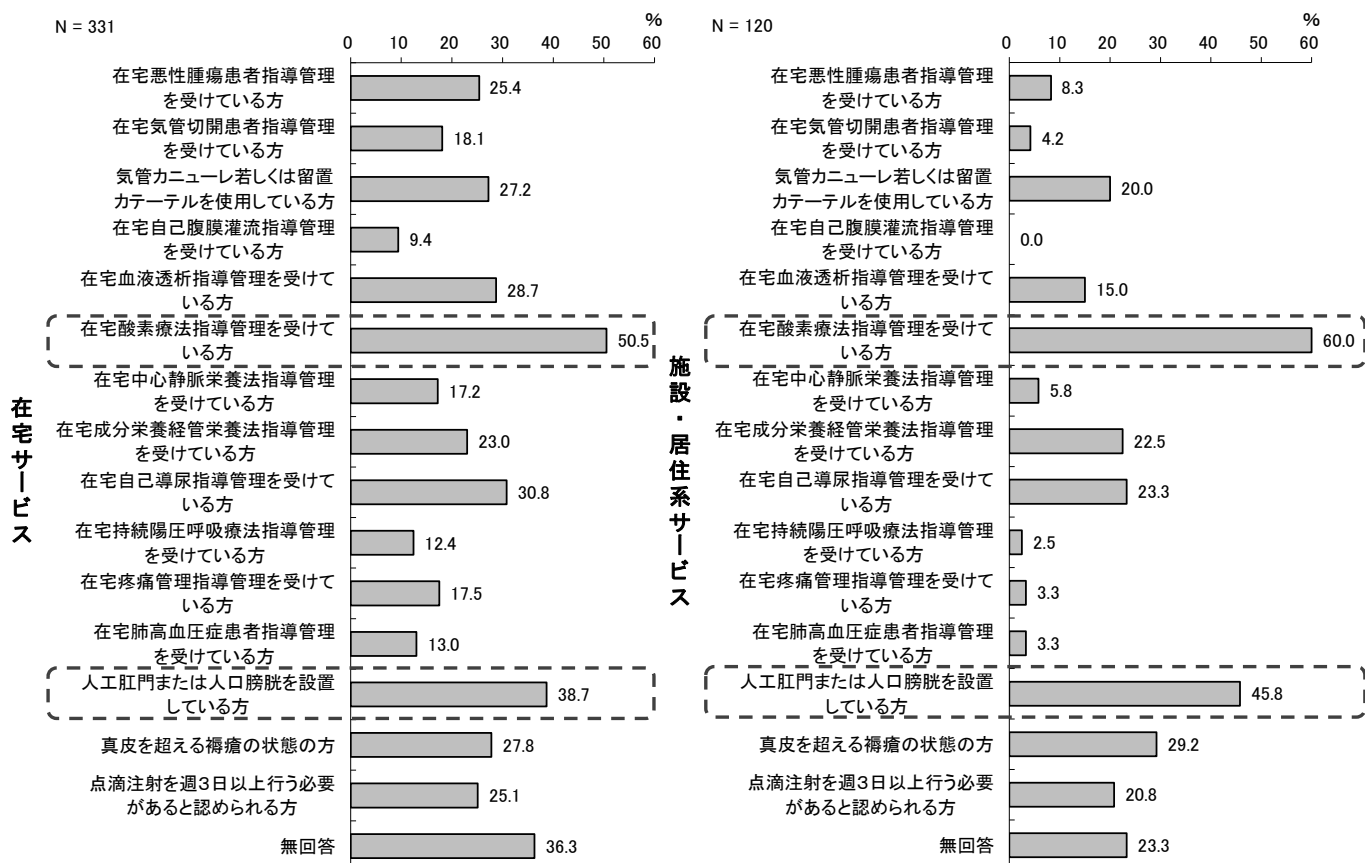 N = 331
%
0 10 20 30 40 50 60
在宅サービス
在宅悪性腫瘍患者指導管理
を受けている方
25.4
在宅気管切開患者指導管理
を受けている方
18.1
気管カニューレ若しくは留置
カテーテルを使用している方
27.2
在宅自己腹膜灌流指導管理
を受けている方
9.4
在宅血液透析指導管理を受けて
いる方
28.7
在宅酸素療法指導管理を受けて
いる方
50.5
在宅中心静脈栄養法指導管理
を受けている方
17.2
在宅成分栄養経管栄養法指導管理
を受けている方
23.0
在宅自己導尿指導管理を受けて
いる方
30.8
在宅持続陽圧呼吸療法指導管理
を受けている方
12.4
在宅疼痛管理指導管理を受けて
いる方
17.5
在宅肺高血圧症患者指導管理
を受けている方
13.0
人工肛門または人口膀胱を設置
している方
38.7
真皮を超える褥瘡の状態の方
27.8
点滴注射を週3日以上行う必要
があると認められる方
25.1
無回答
36.3
N = 120
%
0 10 20 30 40 50 60
施設・居住系サービス
在宅悪性腫瘍患者指導管理
を受けている方
8.3
在宅気管切開患者指導管理
を受けている方
4.2
気管カニューレ若しくは留置
カテーテルを使用している方
20.0
在宅自己腹膜灌流指導管理
を受けている方
0.0
在宅血液透析指導管理を受けて
いる方
15.0
在宅酸素療法指導管理を受けて
いる方
60.0
在宅中心静脈栄養法指導管理
を受けている方
5.8
在宅成分栄養経管栄養法指導管理
を受けている方
22.5
在宅自己導尿指導管理を受けて
いる方
23.3
在宅持続陽圧呼吸療法指導管理
を受けている方
2.5
在宅疼痛管理指導管理を受けて
いる方
3.3
在宅肺高血圧症患者指導管理
を受けている方
3.3
人工肛門または人口膀胱を設置
している方
45.8
真皮を超える褥瘡の状態の方
29.2
点滴注射を週3日以上行う必要
があると認められる方
20.8
無回答
23.3